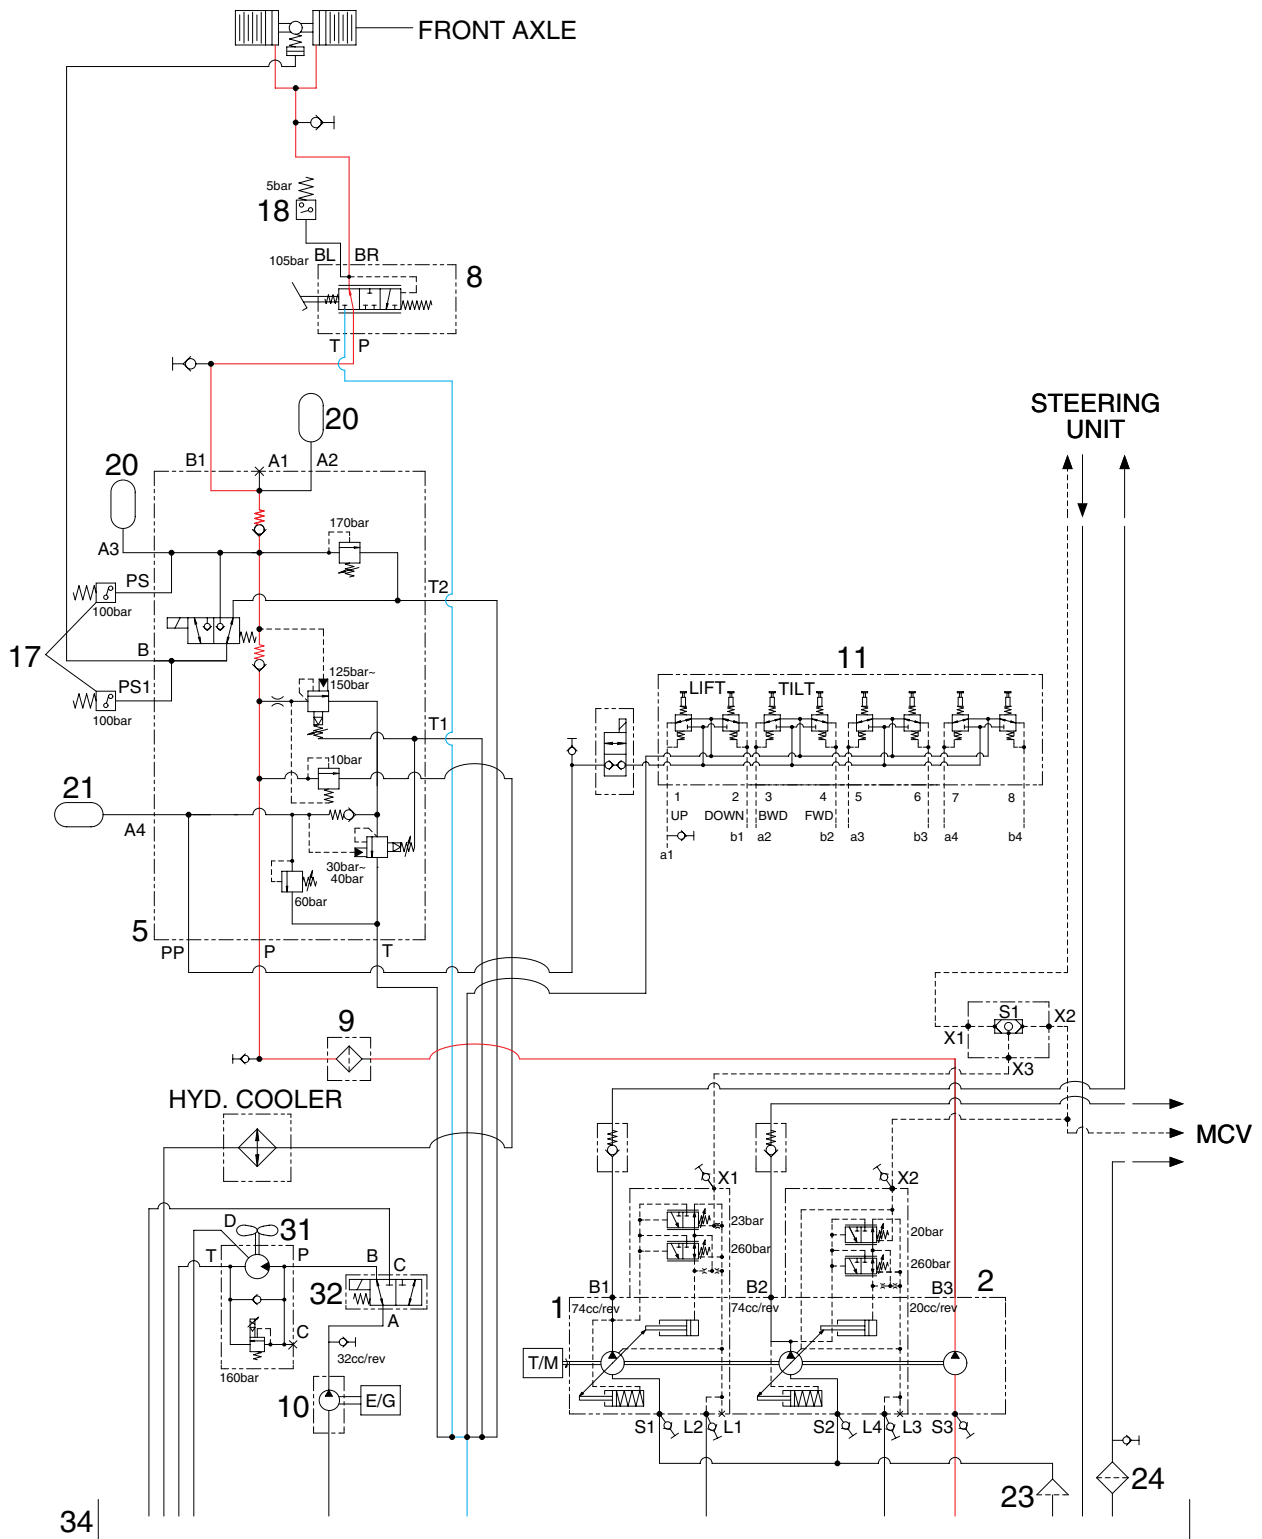 FRONT AXLE
5bar
18
105bar BL BR
8
T P
20
B1 A1 A2
20
170bar
A3
PS
T2
100bar
17
B
125bar~
150bar
PS1
100bar
T1
10bar
21
A4
30bar~
40bar
60bar
5
PP P T
STEERING
UNIT
11
LIFT TILT
1 2 3 4 5 6 7 8
UP DOWN BWD FWD
b1 a2 b2 a3 b3 a4 b4
a1
S1
X1 X2
X3
9
HYD. COOLER
MCV
X1 X2
23bar 20bar
260bar 260bar
D 31
T P
B C
32
A
C
32cc/rev
160bar
10 E/G
B1 B2 B3 2
1 74cc/rev 74cc/rev 20cc/rev
T/M
S1 L2 L1 S2 L4 L3 S3
23 24
34